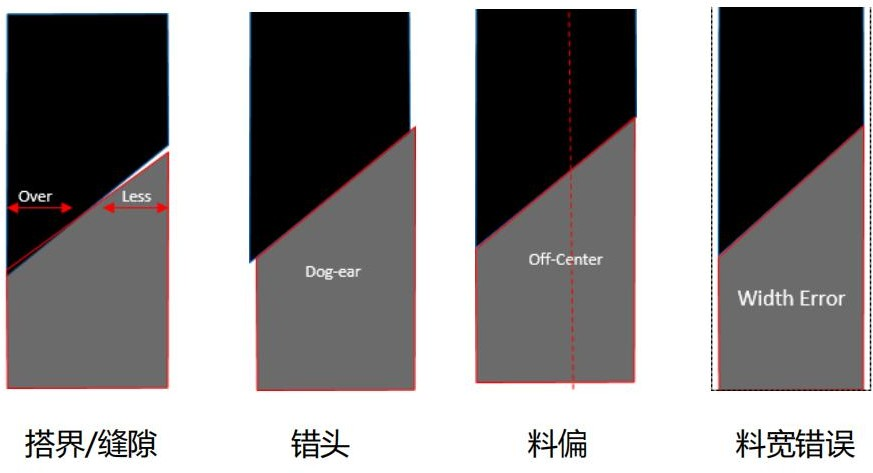 Over
Less
Dog-ear
Off-Center
Width Error
搭界/缝隙
错头
料偏
料宽错误